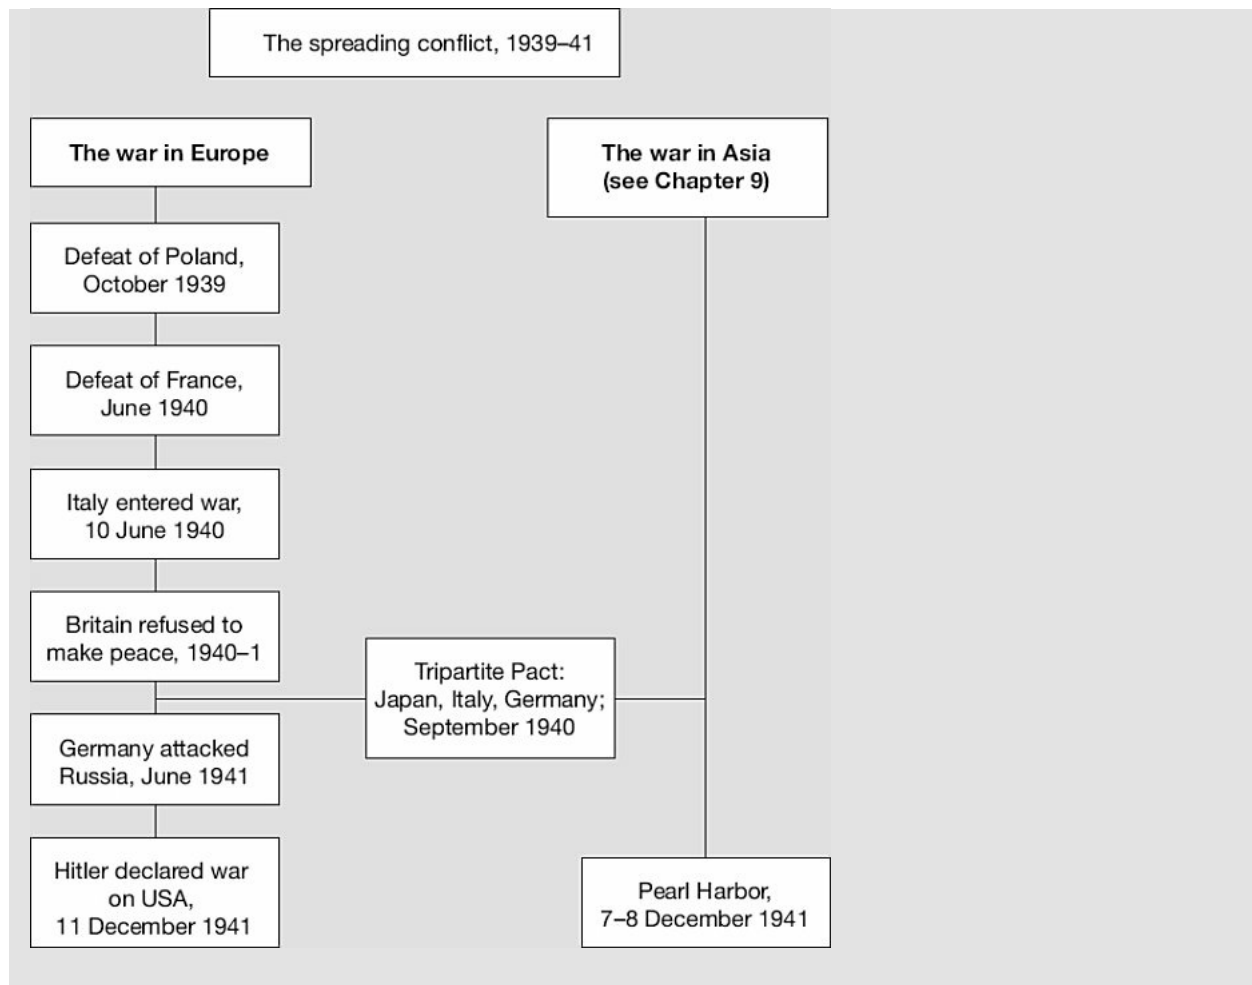 The spreading conflict, 1939–41
The war in Europe
The war in Asia
(see Chapter 9)
Defeat of Poland,
October 1939
Defeat of France,
June 1940
Italy entered war,
10 June 1940
Britain refused to
make peace, 1940–1
Tripartite Pact:
Japan, Italy, Germany;
September 1940
Germany attacked
Russia, June 1941
Hitler declared war
on USA,
11 December 1941
Pearl Harbor,
7–8 December 1941